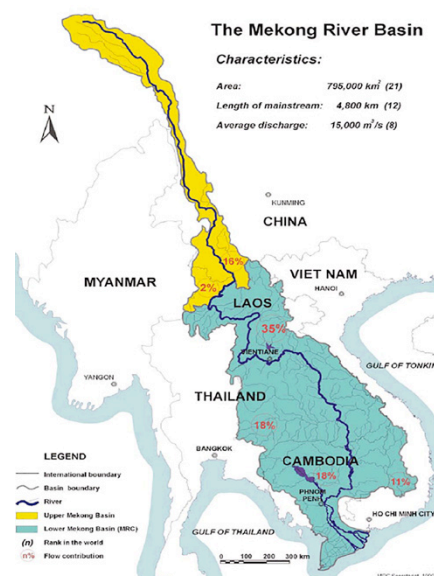 The Mekong River Basin
Characteristics:
Area: 795,000 km² (21)
Length of mainstream: 4,800 km (12)
Average discharge: 15,000 m³/s (8)
N
KUNMING
CHINA
16%
MYANMAR
2%
VIET NAM
HANOI
LAOS
35%
VIENTIANE
GULF OF TONKIN
YANGON
THAILAND
18%
CAMBODIA
18%
11%
BANGKOK
PHNOM
PENH
HO CHI MINH CITY
GULF OF THAILAND
LEGEND
International boundary
Basin boundary
River
Upper Mekong Basin
Lower Mekong Basin (MRC)
(n) Rank in the world
n% Flow contribution
0 100 200 300 km